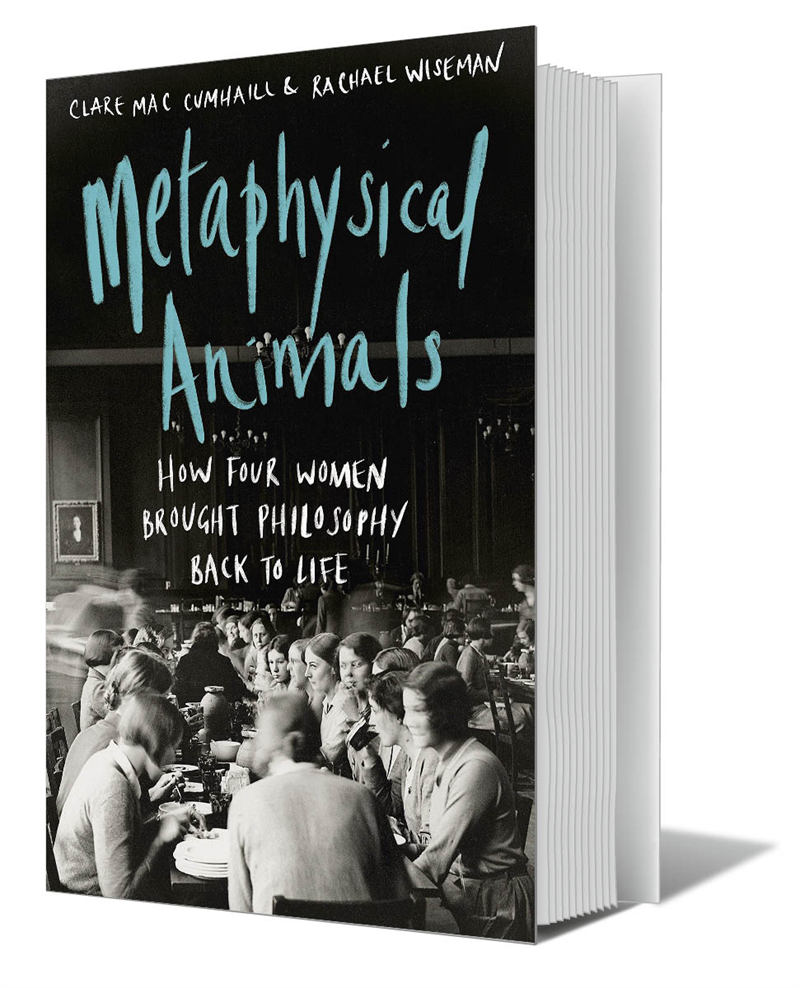 CLARE MAC CUMHAILL & RACHAEL WISEMAN
Metaphysical
Animals
HOW FOUR WOMEN
BROUGHT PHILOSOPHY
BACK TO LIFE